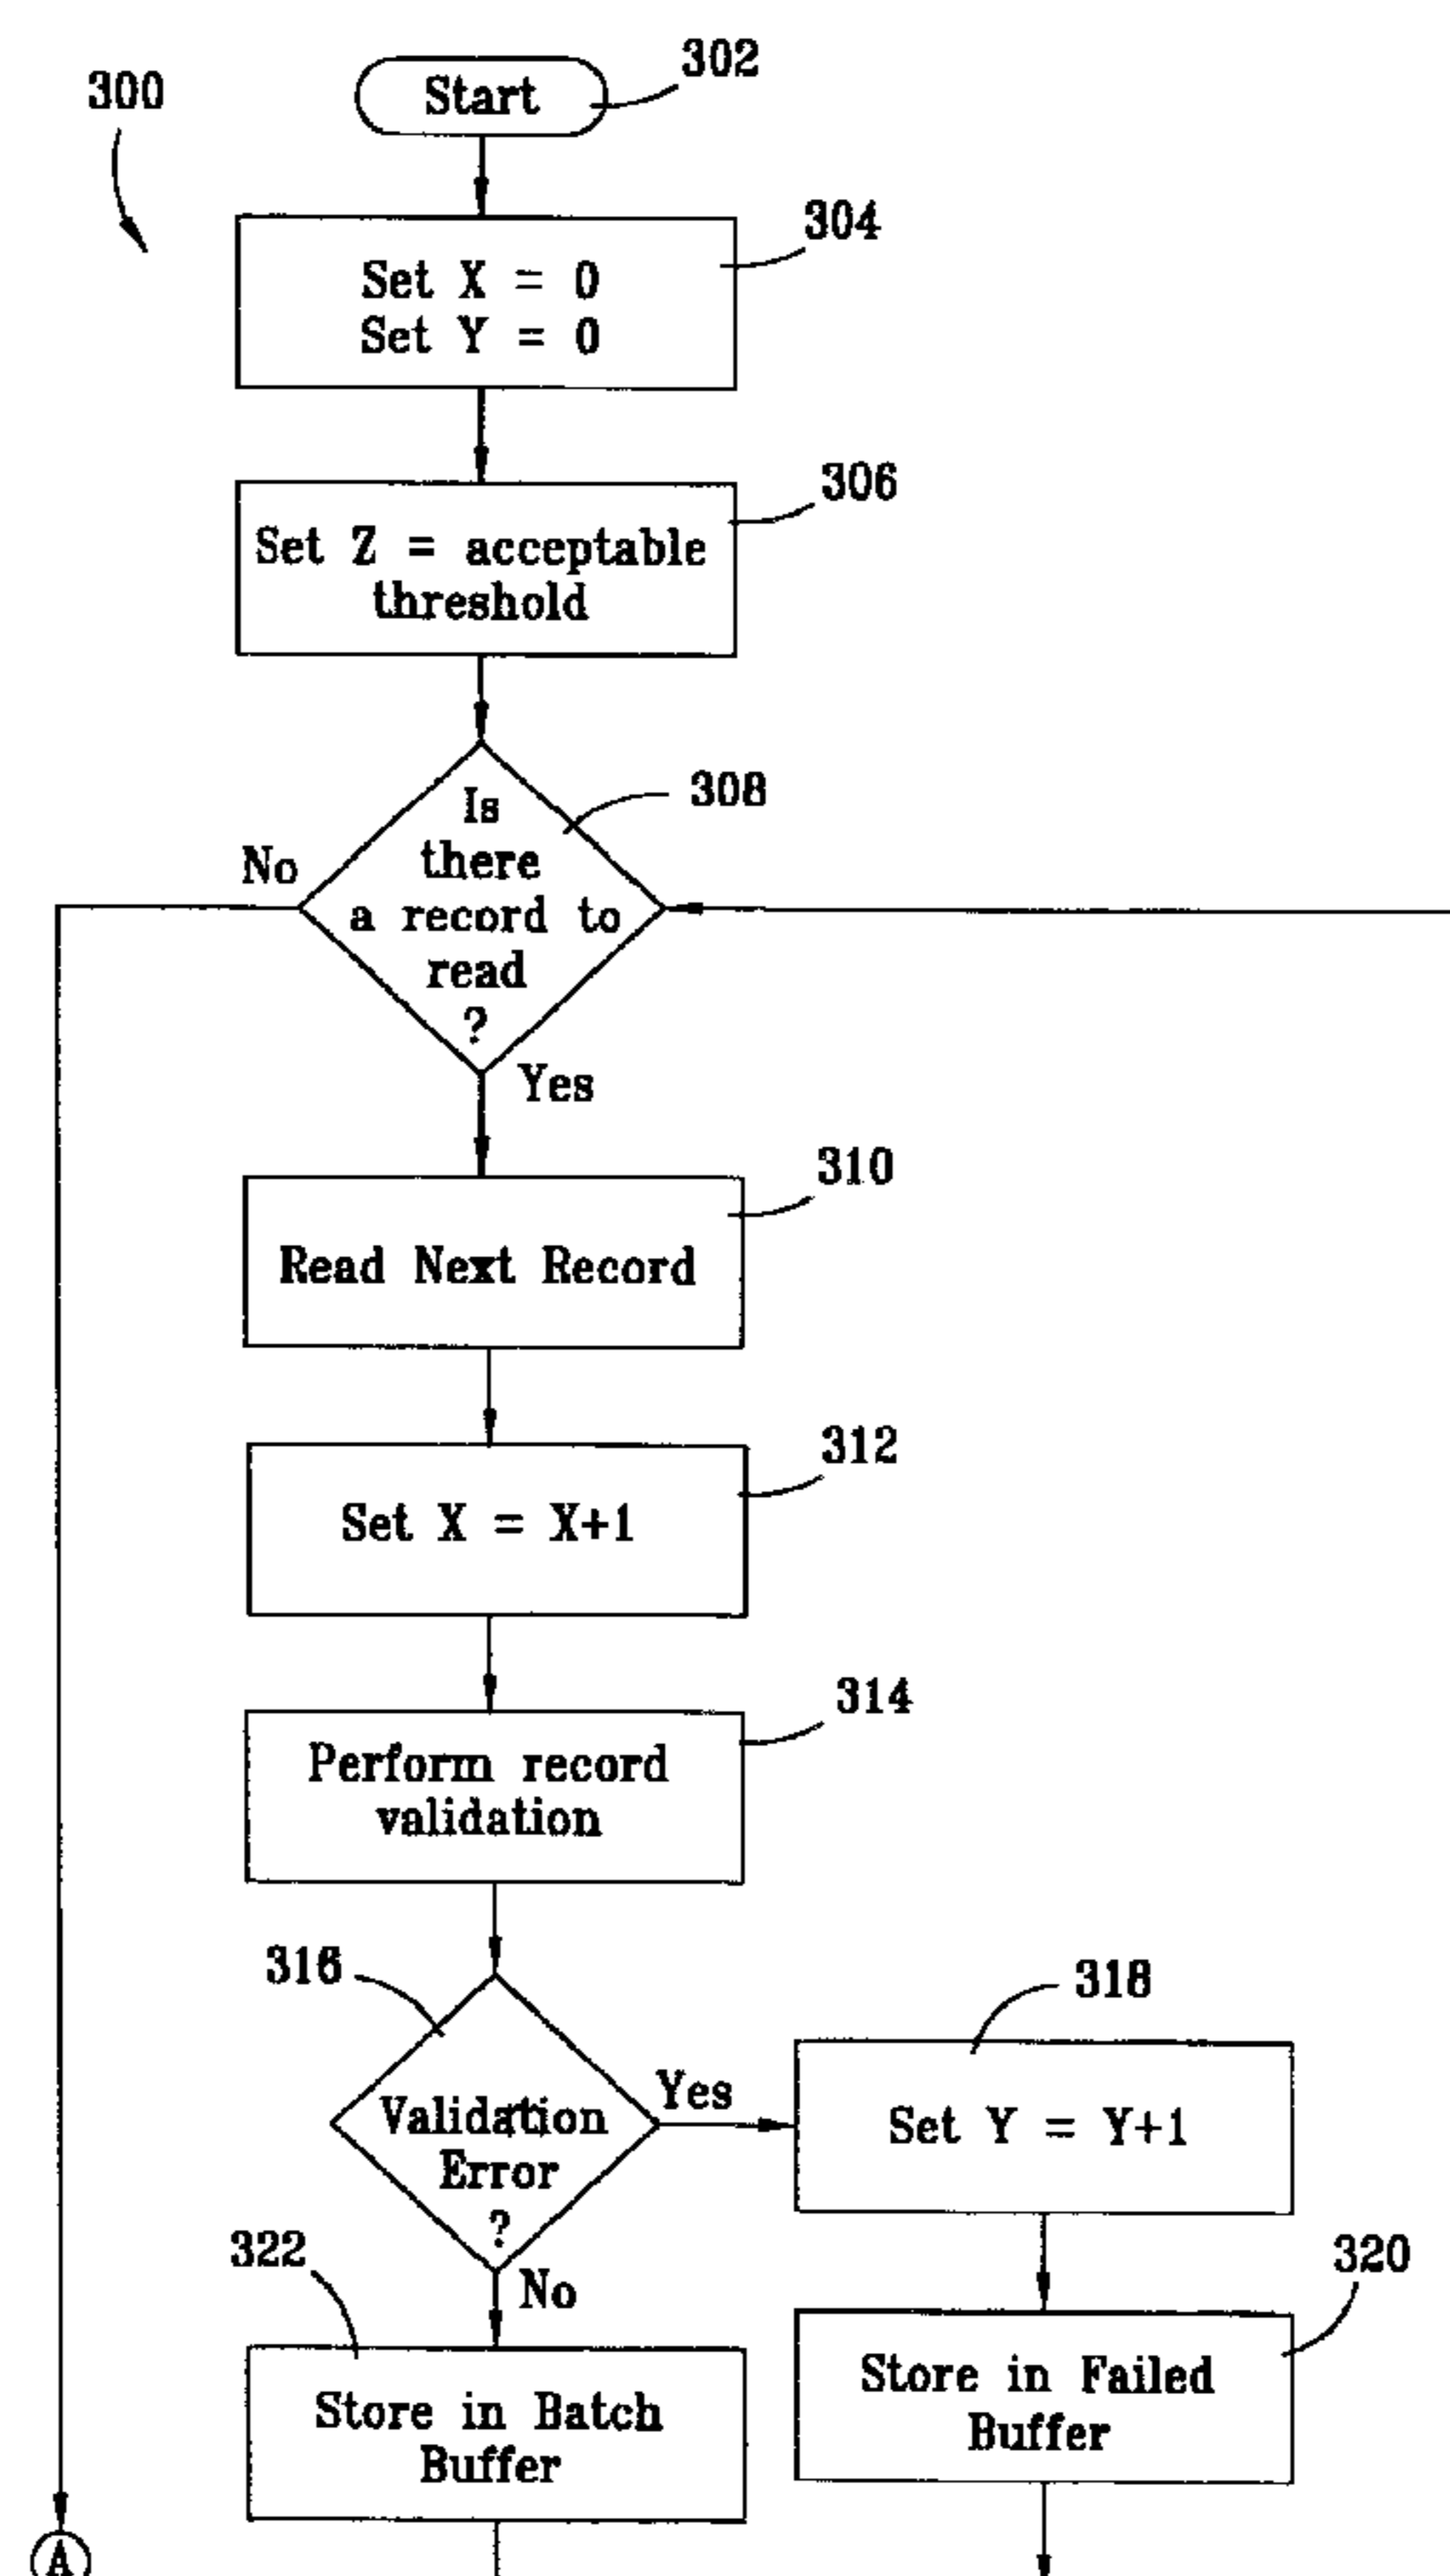 300
Start
302
304
Set X = 0
Set Y = 0
306
Set Z = acceptable
threshold
308
Is
there
a record to
read
?
No
Yes
310
Read Next Record
312
Set X = X+1
314
Perform record
validation
316
Validation
Error
?
Yes
No
318
Set Y = Y+1
320
Store in Failed
Buffer
322
Store in Batch
Buffer
A